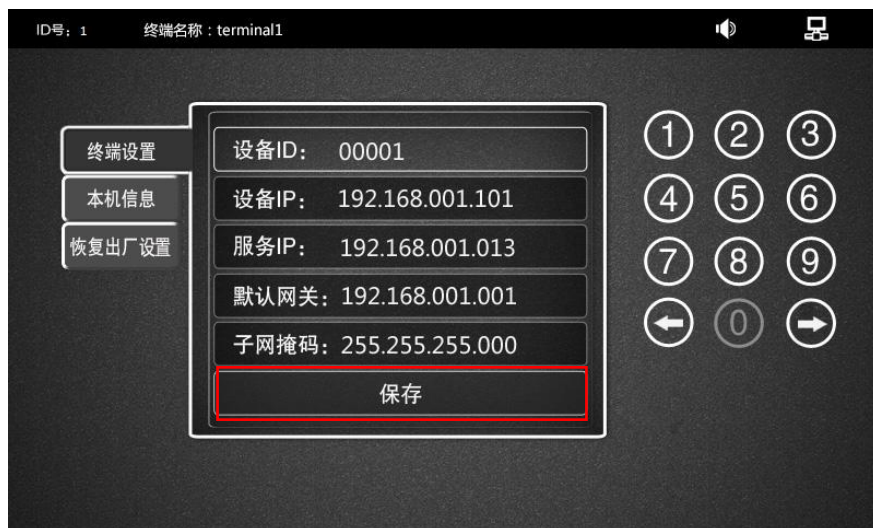 ID号：1 终端名称：terminal1
终端设置
本机信息
恢复出厂设置
设备ID： 00001
设备IP： 192.168.001.101
服务IP： 192.168.001.013
默认网关：192.168.001.001
子网掩码：255.255.255.000
保存
1 2 3
4 5 6
7 8 9
0